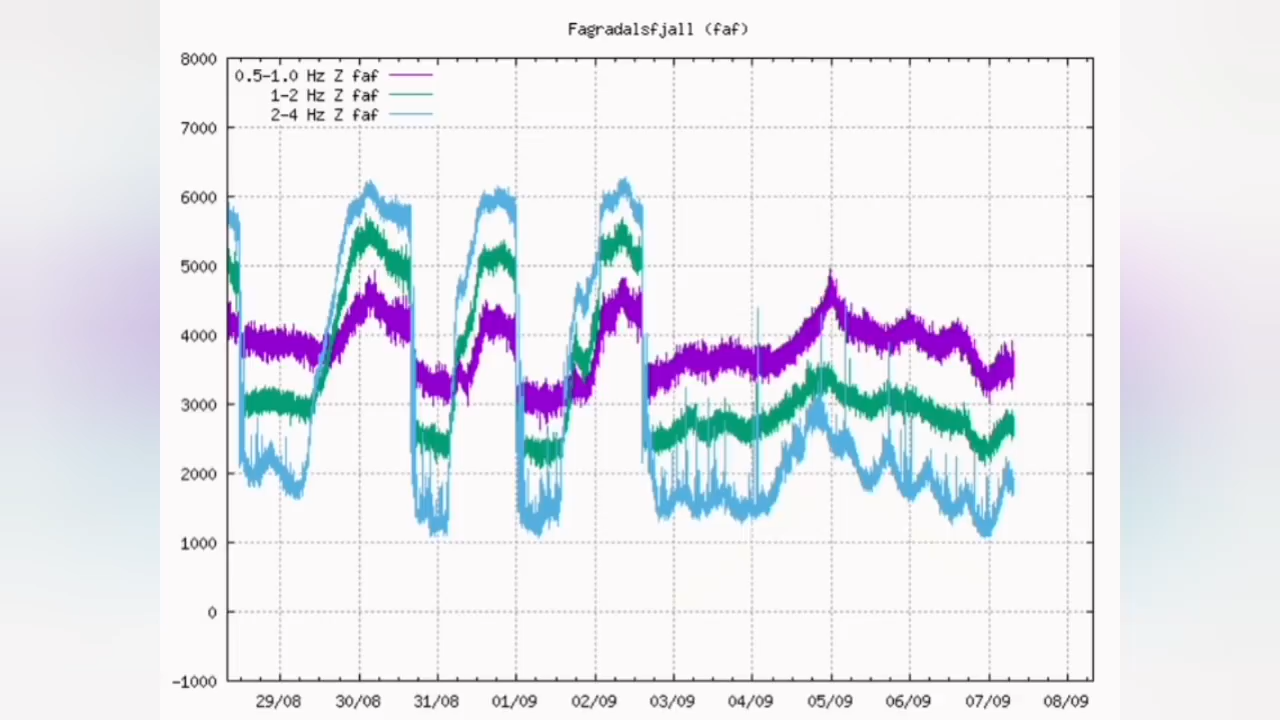 Fagradalsfjall (faf)
8000
0.5-1.0 Hz Z faf
1-2 Hz Z faf
2-4 Hz Z faf
7000
6000
5000
4000
3000
2000
1000
0
-1000
29/08 30/08 31/08 01/09 02/09 03/09 04/09 05/09 06/09 07/09 08/09